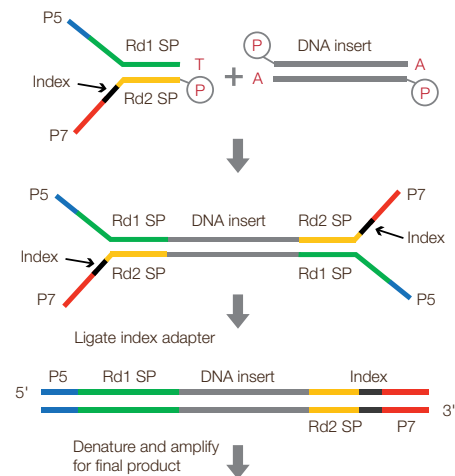 P5
Rd1 SP
T
P
DNA insert
A
Index
A
Rd2 SP
P
+
P
P7
P5
P7
Rd1 SP
DNA insert
Rd2 SP
Index
Index
Rd2 SP
Rd1 SP
P7
P5
Ligate index adapter
P5
Rd1 SP
DNA insert
Index
5'
3'
Rd2 SP
P7
Denature and amplify
for final product